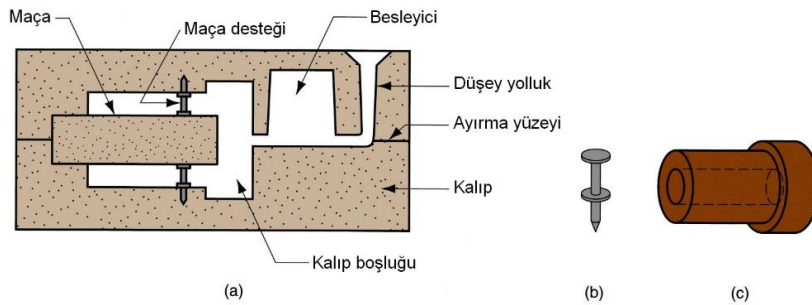 Maça
Maça desteği
Besleyici
Düşey yolluk
Ayırma yüzeyi
Kalıp
Kalıp boşluğu
(a)
(b)
(c)